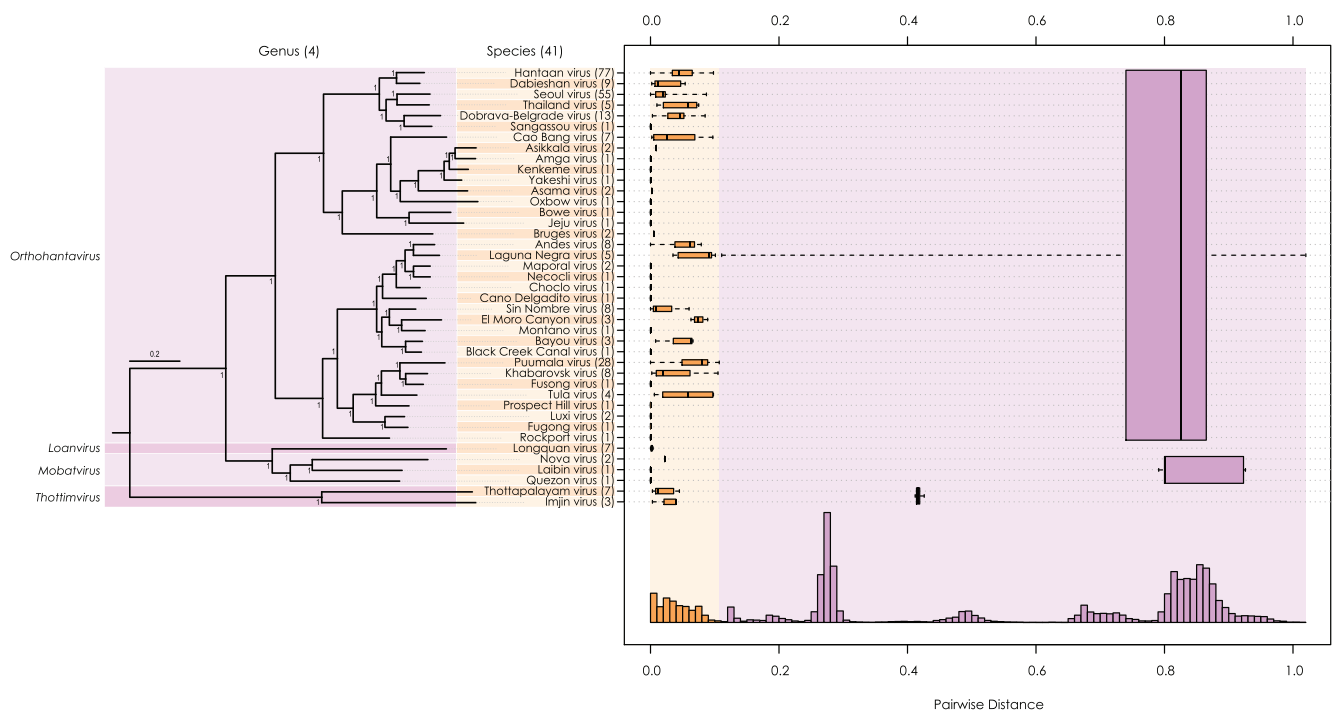 0.0 0.2 0.4 0.6 0.8 1.0
Genus (4) Species (41)
Hantaan virus (77)
Dabieshan virus (9)
Seoul virus (55)
Thailand virus (5)
Dobrava-Belgrade virus (13)
Sangassou virus (1)
Cao Bang virus (7)
Asikkala virus (2)
Amga virus (1)
Kenkeme virus (1)
Yakeshi virus (1)
Asama virus (2)
Oxbow virus (1)
Bowe virus (1)
Jeju virus (1)
Bruges virus (2)
Andes virus (8)
Orthohantavirus Laguna Negra virus (5)
Maporal virus (2)
Necocli virus (1)
Choclo virus (1)
Cano Delgadito virus (1)
Sin Nombre virus (8)
El Moro Canyon virus (3)
Montano virus (1)
Bayou virus (3)
Black Creek Canal virus (1)
0.2
Puumala virus (28)
Khabarovsk virus (8)
Fusong virus (1)
Tula virus (4)
Prospect Hill virus (1)
Luxi virus (2)
Fugong virus (1)
Rockport virus (1)
Loanvirus Longquan virus (7)
Nova virus (2)
Mobatvirus Laibin virus (1)
Quezon virus (1)
Thottapalayam virus (7)
Thottimvirus
Imjin virus (3)
0.0 0.2 0.4 0.6 0.8 1.0
Pairwise Distance